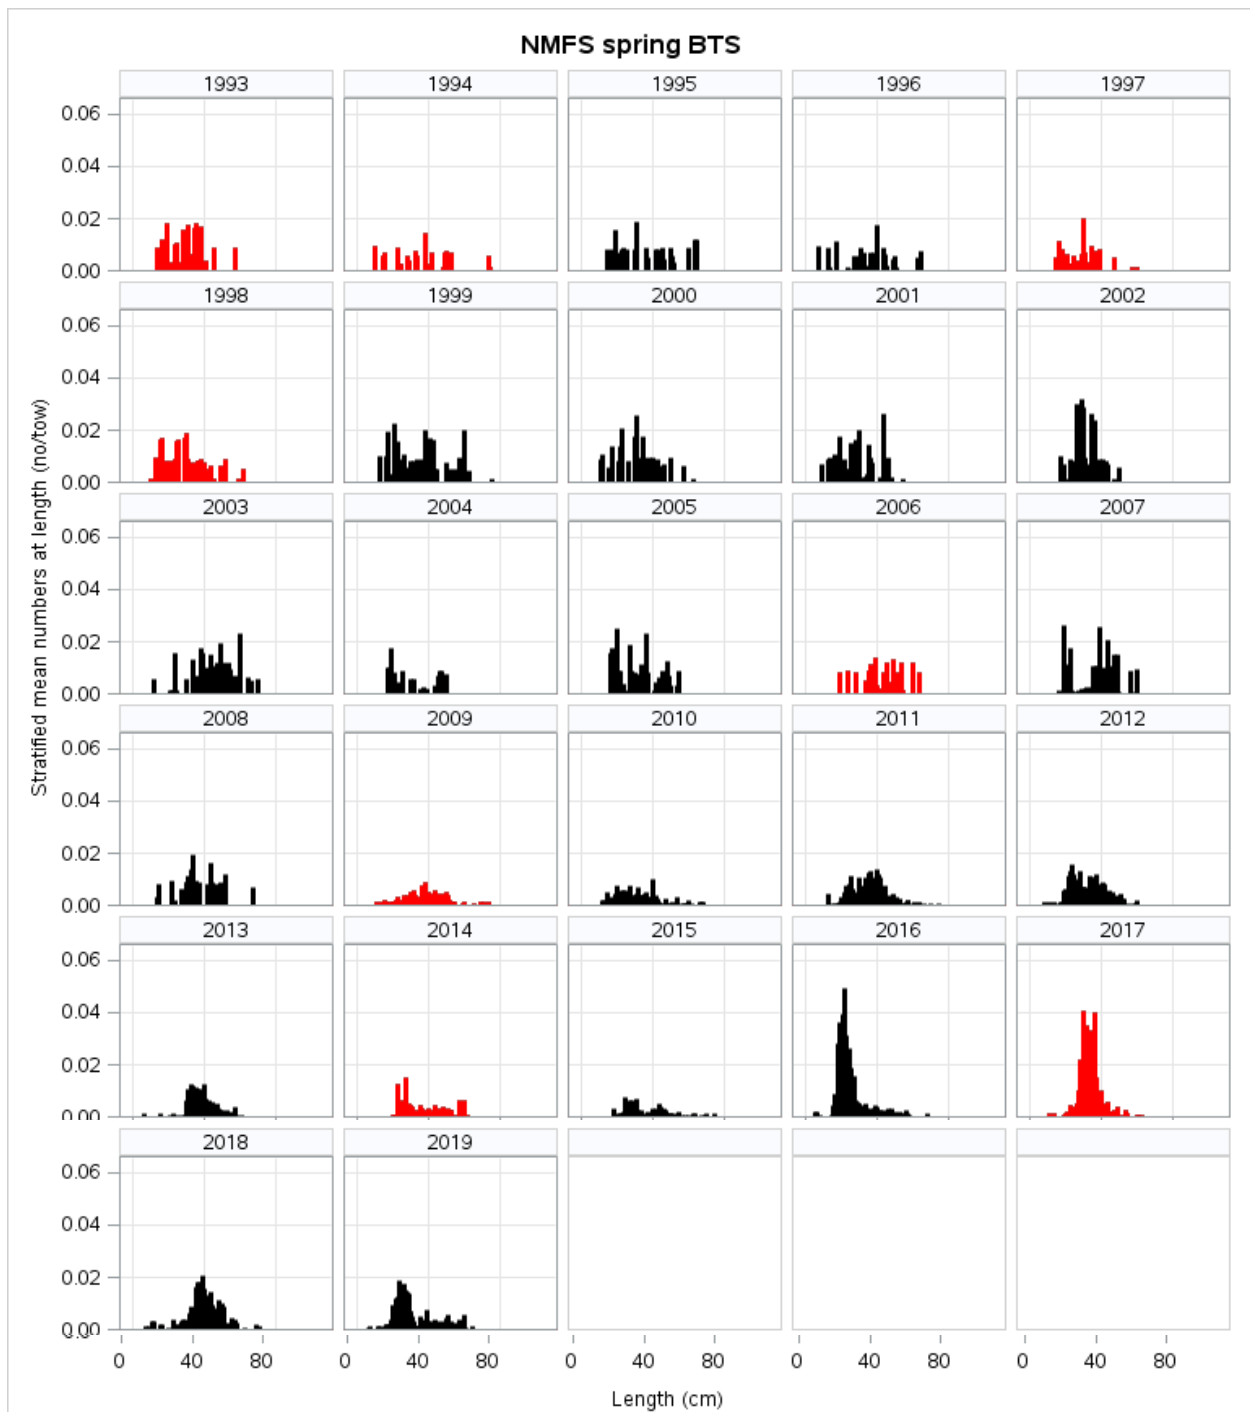 NMFS spring BTS
1993 1994 1995 1996 1997
0.06
0.04
0.02
0.00
1998 1999 2000 2001 2002
0.06
0.04
0.02
0.00
2003 2004 2005 2006 2007
0.06
0.04
0.02
0.00
2008 2009 2010 2011 2012
0.06
0.04
0.02
0.00
2013 2014 2015 2016 2017
0.06
0.04
0.02
0.00
2018 2019
0.06
0.04
0.02
0.00
0 40 80 0 40 80 0 40 80 0 40 80 0 40 80
Length (cm)
Stratified mean numbers at length (no/tow)